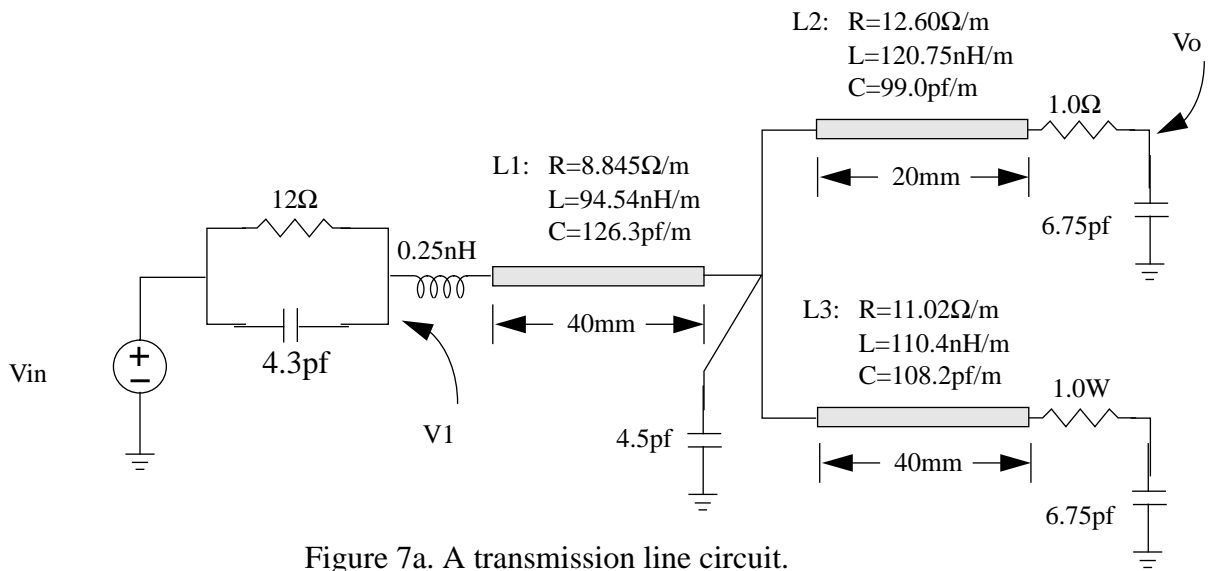 L2: R=12.60Ω/m
L=120.75nH/m
C=99.0pf/m
Vo
1.0Ω
L1: R=8.845Ω/m
L=94.54nH/m
C=126.3pf/m
20mm
12Ω
0.25nH
6.75pf
40mm
L3: R=11.02Ω/m
L=110.4nH/m
C=108.2pf/m
4.3pf
Vin
1.0W
V1
4.5pf
40mm
6.75pf
Figure 7a. A transmission line circuit.